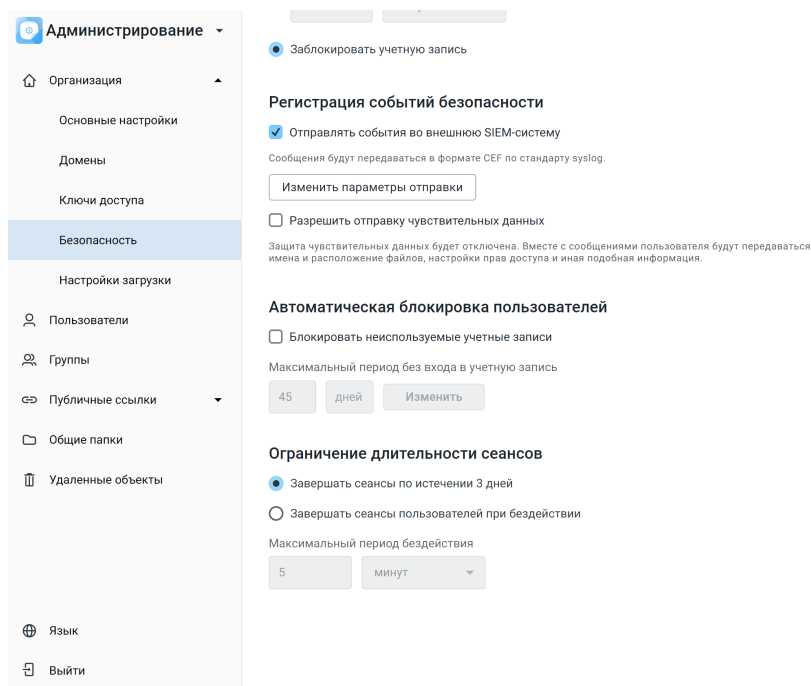 Администрирование
Организация
Основные настройки
Домены
Ключи доступа
Безопасность
Настройки загрузки
Пользователи
Группы
Публичные ссылки
Общие папки
Удаленные объекты
Язык
Выйти
Заблокировать учетную запись
Регистрация событий безопасности
Отправлять события во внешнюю SIEM-систему
Сообщения будут передаваться в формате CEF по стандарту syslog.
Изменить параметры отправки
Разрешить отправку чувствительных данных
Защита чувствительных данных будет отключена. Вместе с сообщениями пользователя будут передаваться
имена и расположение файлов, настройки прав доступа и иная подобная информация.
Автоматическая блокировка пользователей
Блокировать неиспользуемые учетные записи
Максимальный период без входа в учетную запись
45 дней Изменить
Ограничение длительности сеансов
Завершать сеансы по истечении 3 дней
Завершать сеансы пользователей при бездействии
Максимальный период бездействия
5 минут